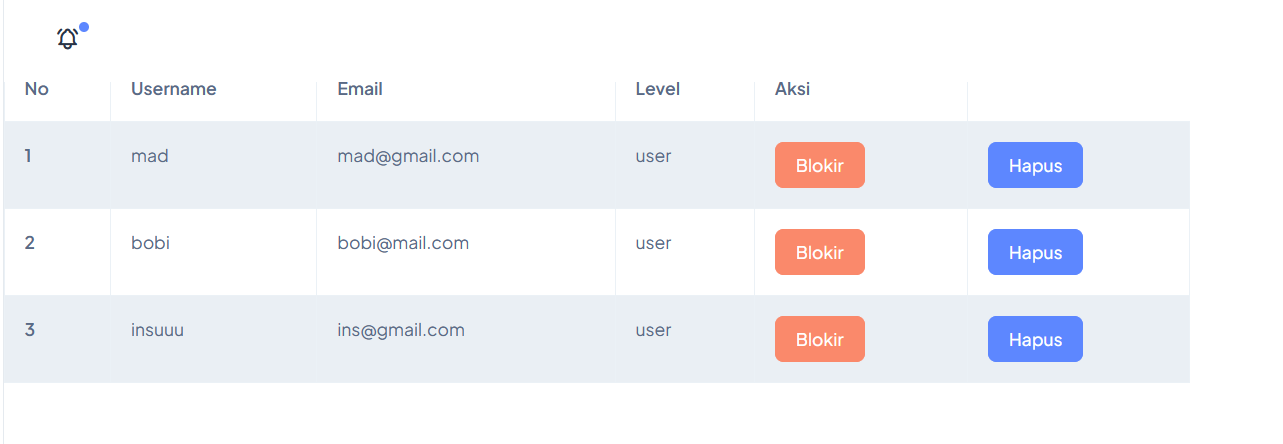 No Username Email Level Aksi
1 mad mad@gmail.com user Blokir Hapus
2 bobi bobi@mail.com user Blokir Hapus
3 insuuu ins@gmail.com user Blokir Hapus